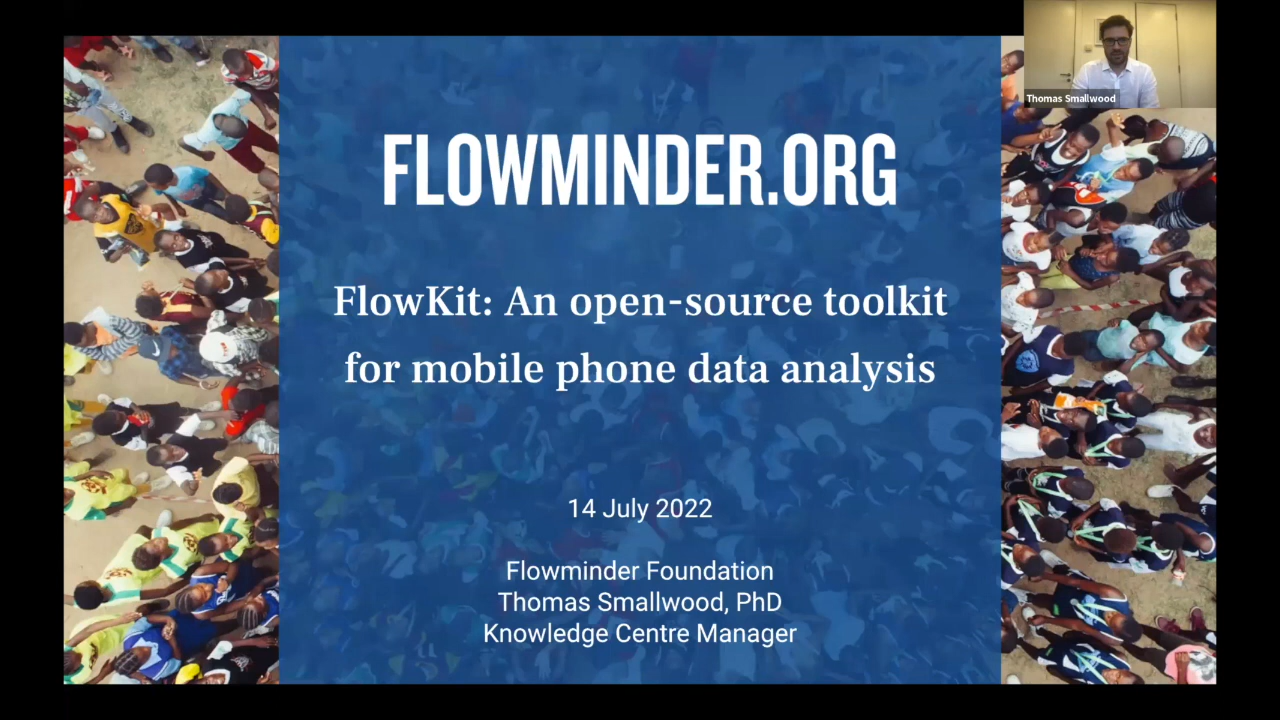 Thomas Smallwood
FLOWMINDER.ORG
FlowKit: An open-source toolkit
for mobile phone data analysis
14 July 2022
Flowminder Foundation
Thomas Smallwood, PhD
Knowledge Centre Manager